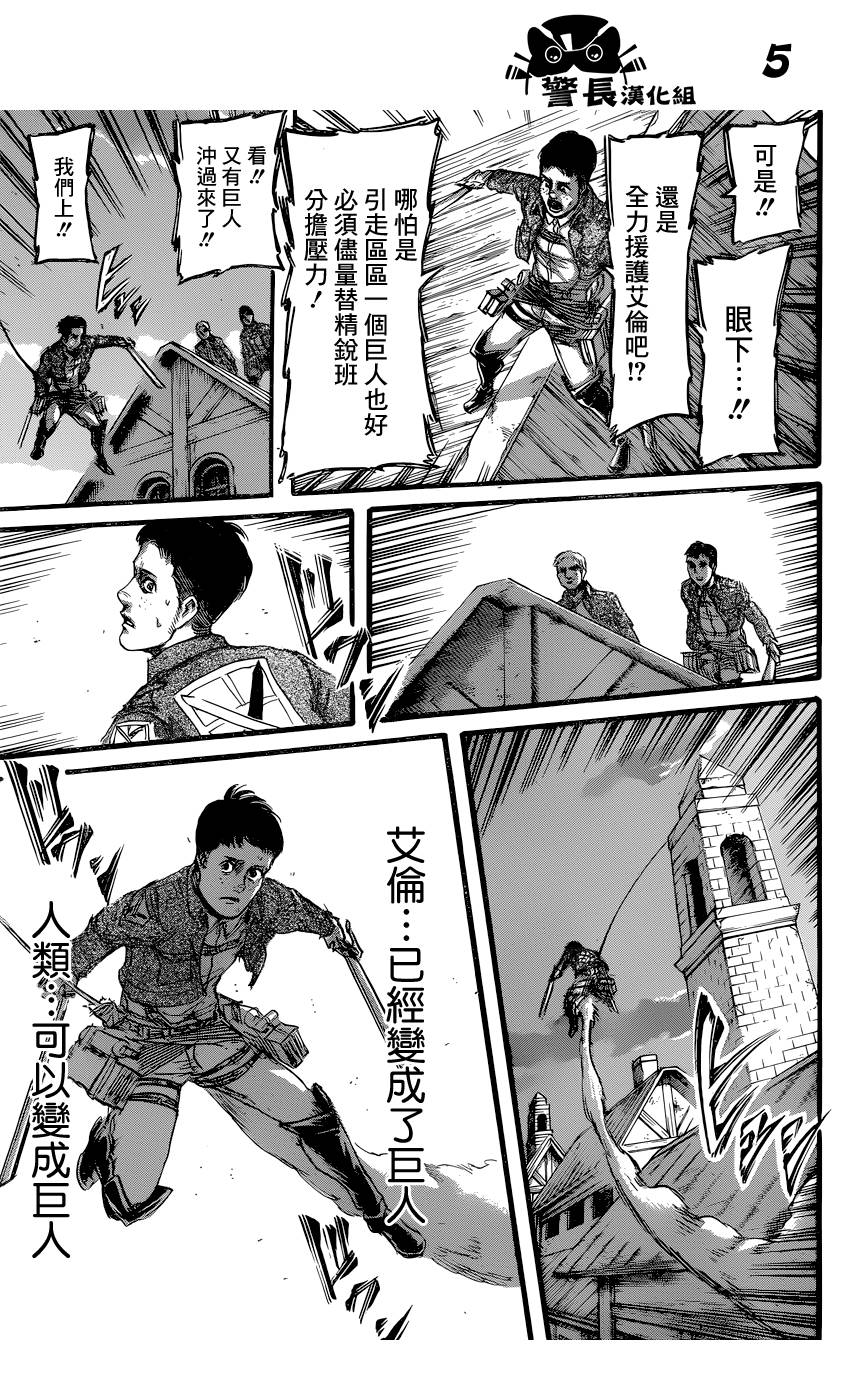 警長漢化組
5
可是!!
眼下…!!
還是
全力援護艾倫吧!?
哪怕是
引走區區一個巨人也好
必須儘量替精銳班
分擔壓力!
看!!
又有巨人
沖過來了!!
我們上!!
艾倫…已經變成了巨人
人類…可以變成巨人